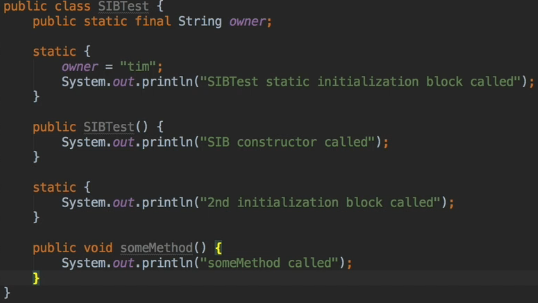 public class SIBTest {
    public static final String owner;
    static {
        owner = "tim";
        System.out.println("SIBTest static initialization block called");
    }
    public SIBTest() {
        System.out.println("SIB constructor called");
    }
    static {
        System.out.println("2nd initialization block called");
    }
    public void someMethod() {
        System.out.println("someMethod called");
    }
}